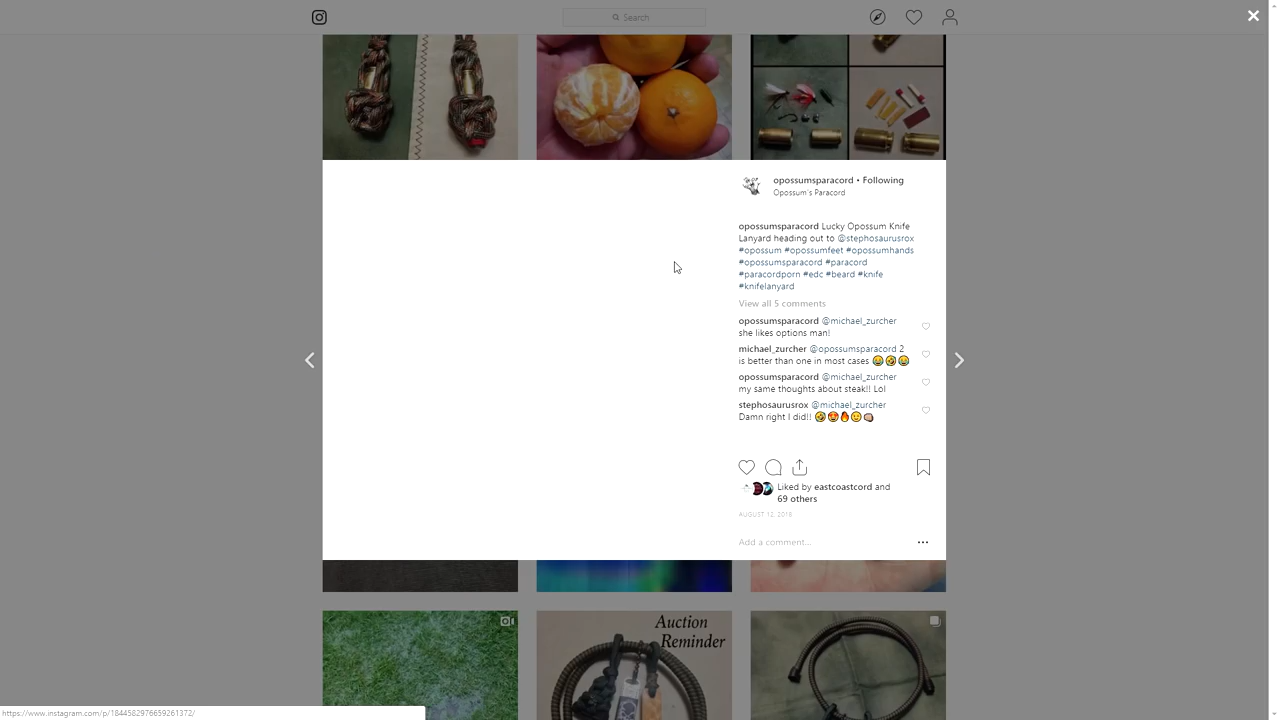 Search
opossumsparacord • Following
Opossum's Paracord
opossumsparacord Lucky Opossum Knife
Lanyard heading out to @stephosaurusrox
#opossum #opossumfeet #opossumhands
#opossumsparacord #paracord
#paracordporn #edc #beard #knife
#knifelanyard
View all 5 comments
opossumsparacord @michael_zurcher
she likes options man!
michael_zurcher @opossumsparacord 2
is better than one in most cases 😂🤣😂
opossumsparacord @michael_zurcher
my same thoughts about steak!! Lol
stephosaurusrox @michael_zurcher
Damn right I did!!
Liked by eastcoastcord and
69 others
AUGUST 12, 2018
Add a comment...
Auction
Reminder
https://www.instagram.com/p/1844582976659261372/